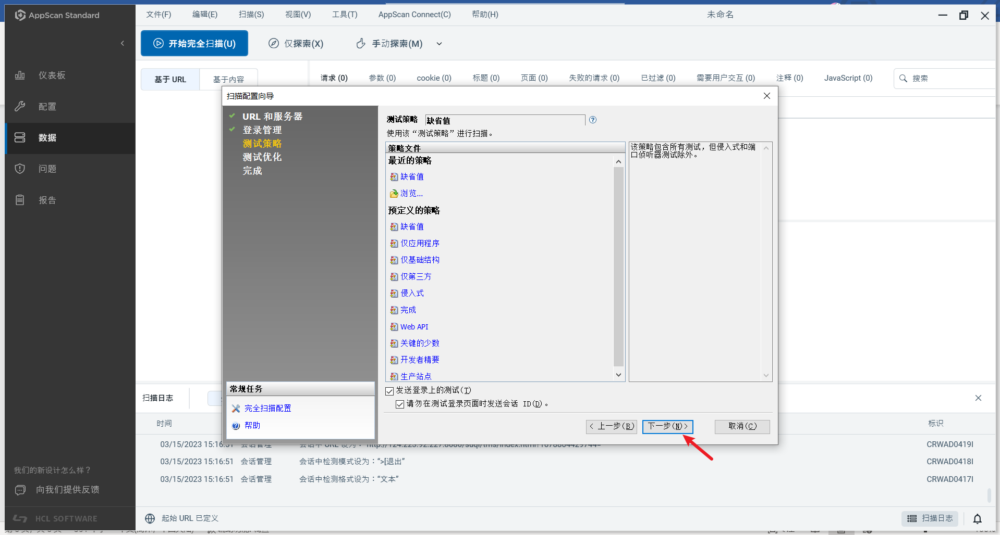 AppScan Standard
文件(F) 编辑(E) 扫描(S) 视图(V) 工具(T) AppScan Connect(C) 帮助(H) 未命名
开始完全扫描(U) 仅探索(X) 手动探索(M)
仪表板
配置
数据
问题
报告
我们的新设计怎么样？
向我们提供反馈
HCL SOFTWARE
基于 URL 基于内容
请求 (0) 参数 (0) cookie (0) 标题 (0) 页面 (0) 失败的请求 (0) 已过滤 (0) 需要用户交互 (0) 注释 (0) JavaScript (0) 搜索
扫描配置向导
URL 和服务器
登录管理
测试策略
测试优化
完成
常规任务
完全扫描配置
帮助
测试策略 缺省值
使用该“测试策略”进行扫描。
策略文件
最近的策略
缺省值
浏览...
预定义的策略
缺省值
仅应用程序
仅基础结构
仅第三方
侵入式
完成
Web API
关键的少数
开发者精要
生产站点
该策略包含所有测试，但侵入式和端
口侦听器测试除外。
发送登录上的测试(T)
请勿在测试登录页面时发送会话 ID(D)。
< 上一步(B) 下一步(N)> 取消(C)
扫描日志
时间 标识
03/15/2023 15:16:51 会话管理 会话中 URL 设为： CRWAD0419I
03/15/2023 15:16:51 会话管理 会话中检测模式设为：“>[退出” CRWAD0418I
03/15/2023 15:16:51 会话管理 会话中检测格式设为：“文本” CRWAD0417I
起始 URL 已定义 扫描日志